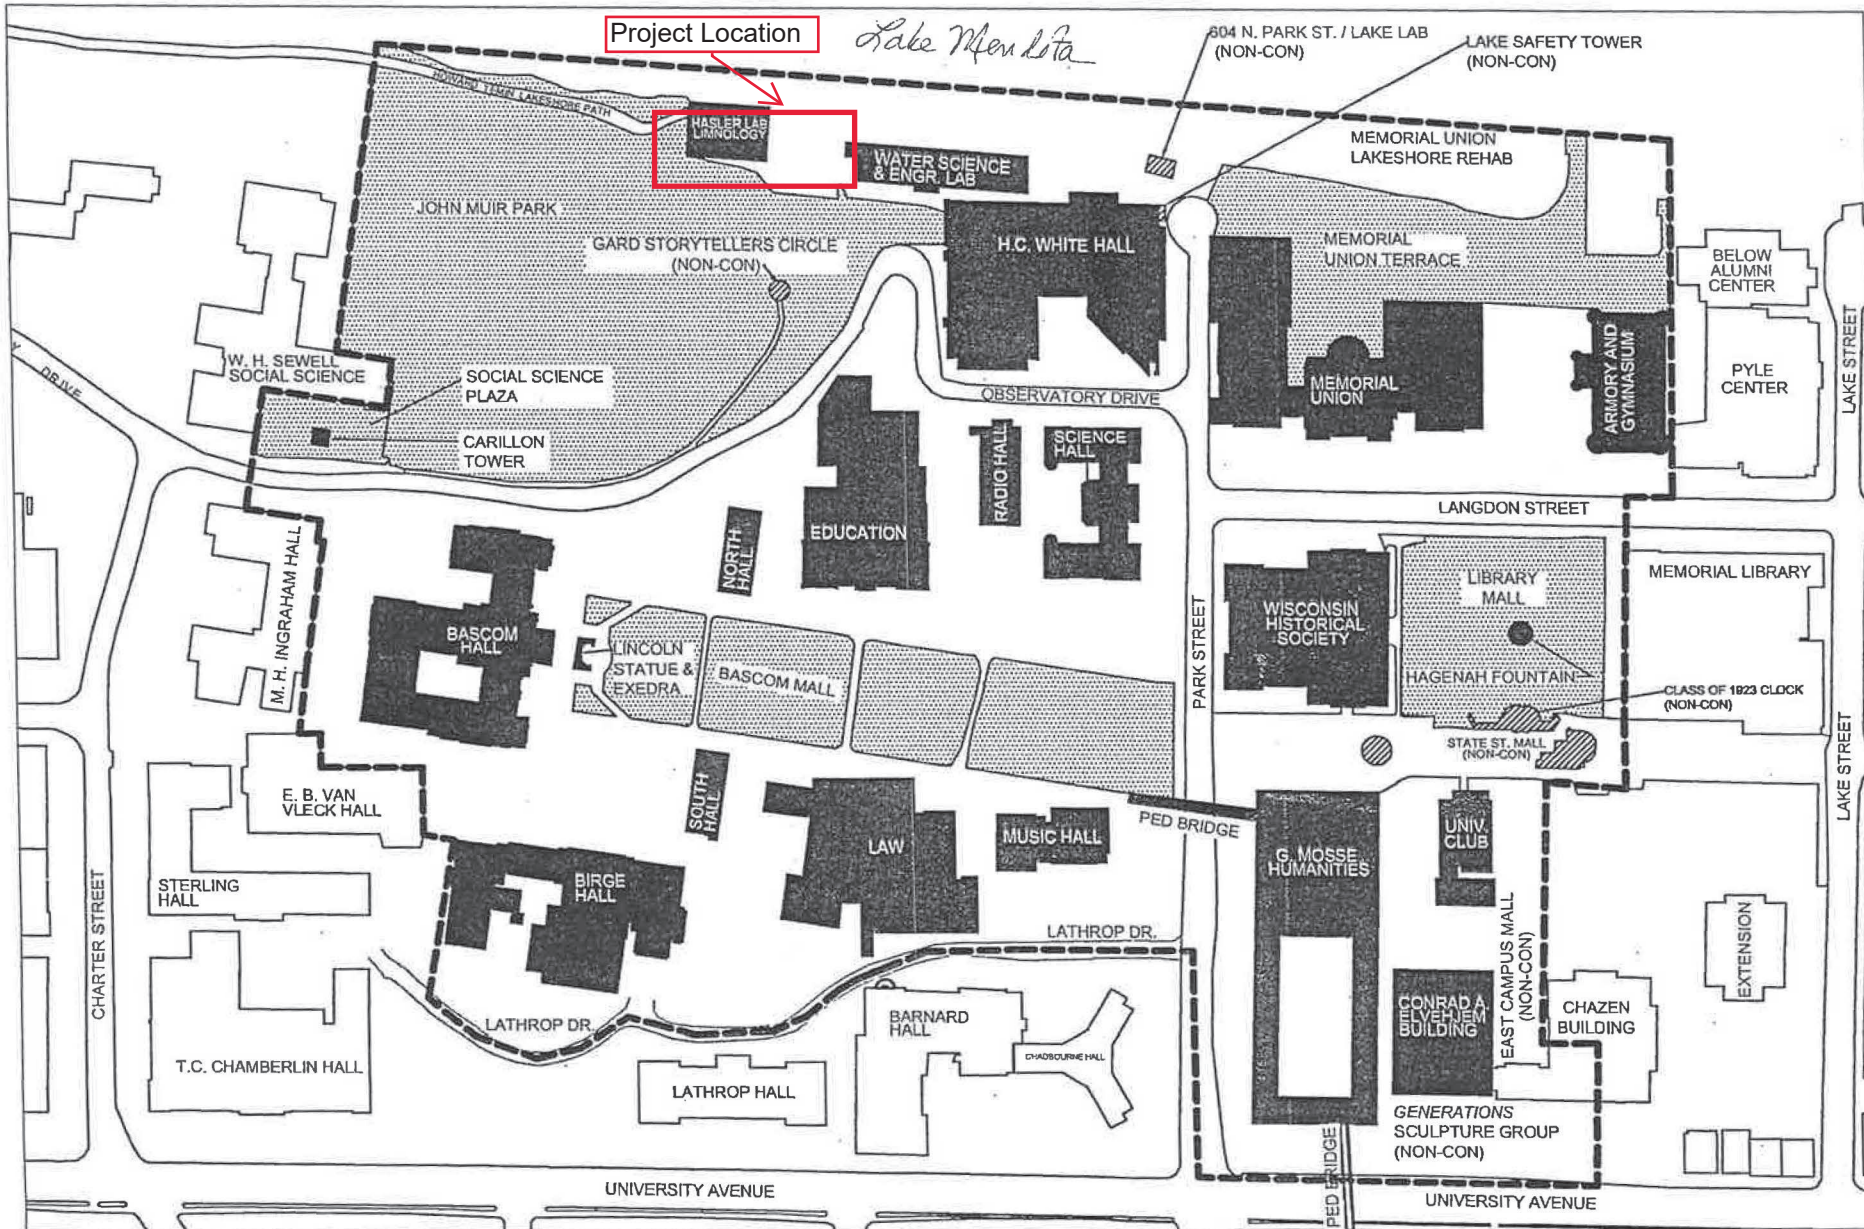 Project Location
Lake Mendota
604 N. PARK ST. / LAKE LAB
(NON-CON)
LAKE SAFETY TOWER
(NON-CON)
HOWARD TEMIN LAKESHORE PATH
HASLER LAB
LIMNOLOGY
WATER SCIENCE
& ENGR. LAB
MEMORIAL UNION
LAKESHORE REHAB
JOHN MUIR PARK
GARD STORYTELLERS CIRCLE
(NON-CON)
H.C. WHITE HALL
MEMORIAL
UNION TERRACE
BELOW
ALUMNI
CENTER
W. H. SEWELL
SOCIAL SCIENCE
SOCIAL SCIENCE
PLAZA
CARILLON
TOWER
DRIVE
OBSERVATORY DRIVE
MEMORIAL
UNION
ARMORY AND
GYMNASIUM
PYLE
CENTER
LAKE STREET
EDUCATION
RADIO HALL
SCIENCE
HALL
LANGDON STREET
NORTH
HALL
M. H. INGRAHAM HALL
BASCOM
HALL
LINCOLN
STATUE &
EXEDRA
BASCOM MALL
PARK STREET
WISCONSIN
HISTORICAL
SOCIETY
LIBRARY
MALL
MEMORIAL LIBRARY
HAGENAH FOUNTAIN
CLASS OF 1923 CLOCK
(NON-CON)
STATE ST. MALL
(NON-CON)
LAKE STREET
E. B. VAN
VLECK HALL
SOUTH
HALL
LAW
MUSIC HALL
PED BRIDGE
G. MOSSE
HUMANITIES
UNIV.
CLUB
STERLING
HALL
BIRGE
HALL
CHARTER STREET
LATHROP DR.
EAST CAMPUS MALL
(NON-CON)
EXTENSION
LATHROP DR.
BARNARD
HALL
CHADBOURNE HALL
CONRAD A.
ELVEHJEM
BUILDING
CHAZEN
BUILDING
T.C. CHAMBERLIN HALL
LATHROP HALL
GENERATIONS
SCULPTURE GROUP
(NON-CON)
PED BRIDGE
UNIVERSITY AVENUE
UNIVERSITY AVENUE